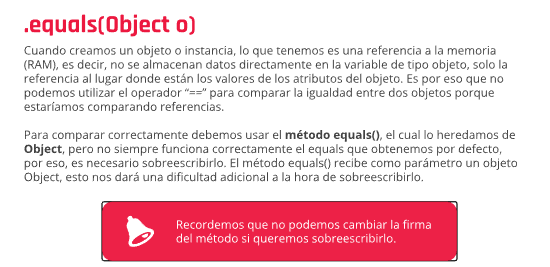 .equals(Object o)
Cuando creamos un objeto o instancia, lo que tenemos es una referencia a la memoria
(RAM), es decir, no se almacenan datos directamente en la variable de tipo objeto, solo la
referencia al lugar donde están los valores de los atributos del objeto. Es por eso que no
podemos utilizar el operador “==” para comparar la igualdad entre dos objetos porque
estaríamos comparando referencias.
Para comparar correctamente debemos usar el método equals(), el cual lo heredamos de
Object, pero no siempre funciona correctamente el equals que obtenemos por defecto,
por eso, es necesario sobreescribirlo. El método equals() recibe como parámetro un objeto
Object, esto nos dará una dificultad adicional a la hora de sobreescribirlo.
Recordemos que no podemos cambiar la firma
del método si queremos sobreescribirlo.